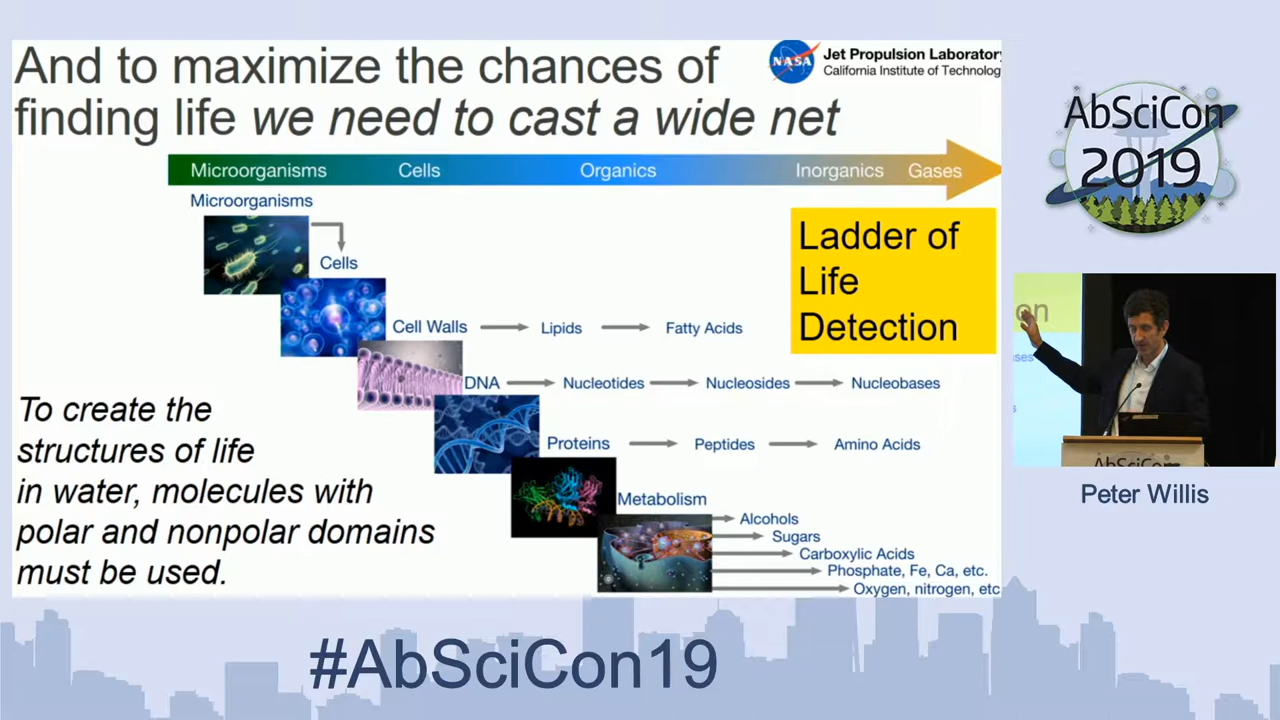 And to maximize the chances of
finding life we need to cast a wide net
NASA
Jet Propulsion Laboratory
California Institute of Technolog
AbSciCon
2019
Microorganisms Cells Organics Inorganics Gases
Microorganisms
Ladder of
Life
Detection
Cells
Cell Walls Lipids Fatty Acids
DNA Nucleotides Nucleosides Nucleobases
Proteins Peptides Amino Acids
Metabolism
Alcohols
Sugars
Carboxylic Acids
Phosphate, Fe, Ca, etc.
Oxygen, nitrogen, etc
To create the
structures of life
in water, molecules with
polar and nonpolar domains
must be used.
on
AbSciCon
Peter Willis
#AbSciCon19